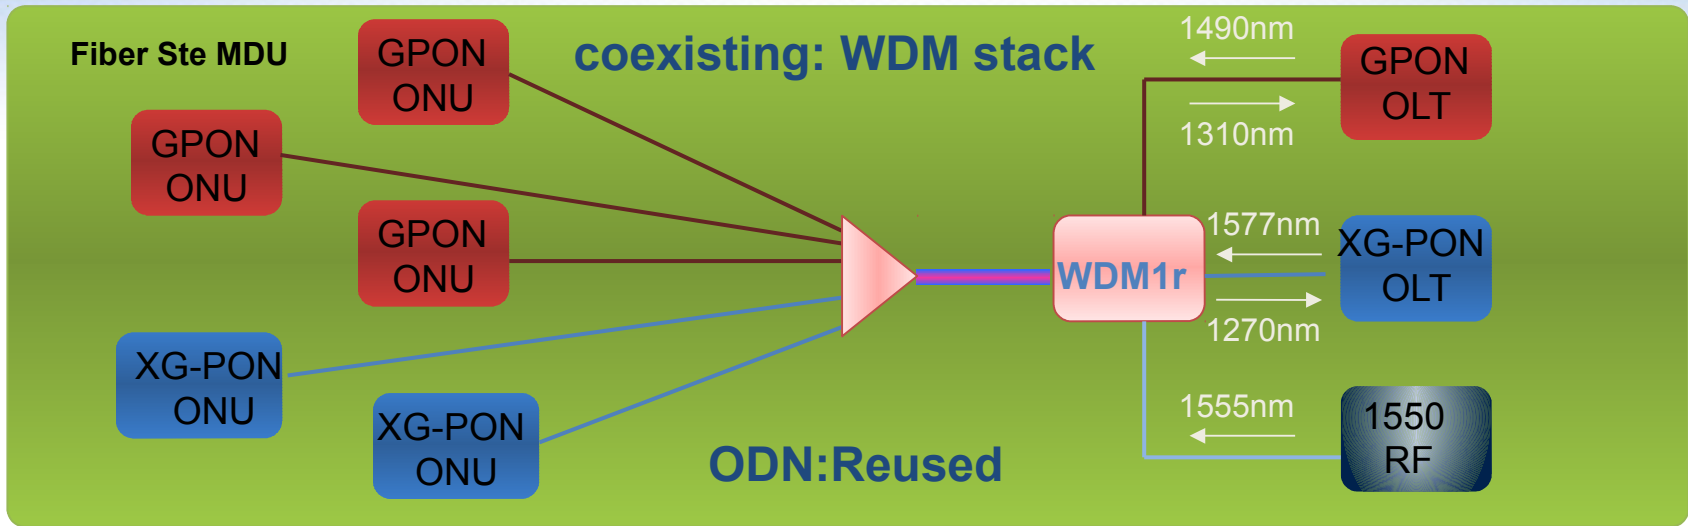 Fiber Ste MDU
coexisting: WDM stack
GPON
ONU
GPON
ONU
GPON
ONU
XG-PON
ONU
XG-PON
ONU
ODN:Reused
WDM1r
1490nm
1310nm
GPON
OLT
1577nm
1270nm
XG-PON
OLT
1555nm
1550
RF